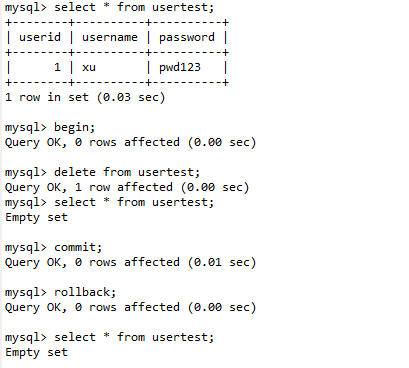 mysql> select * from usertest;
+--------+----------+----------+
| userid | username | password |
+--------+----------+----------+
|      1 | xu       | pwd123   |
+--------+----------+----------+
1 row in set (0.03 sec)
mysql> begin;
Query OK, 0 rows affected (0.00 sec)
mysql> delete from usertest;
Query OK, 1 row affected (0.00 sec)
mysql> select * from usertest;
Empty set
mysql> commit;
Query OK, 0 rows affected (0.01 sec)
mysql> rollback;
Query OK, 0 rows affected (0.00 sec)
mysql> select * from usertest;
Empty set